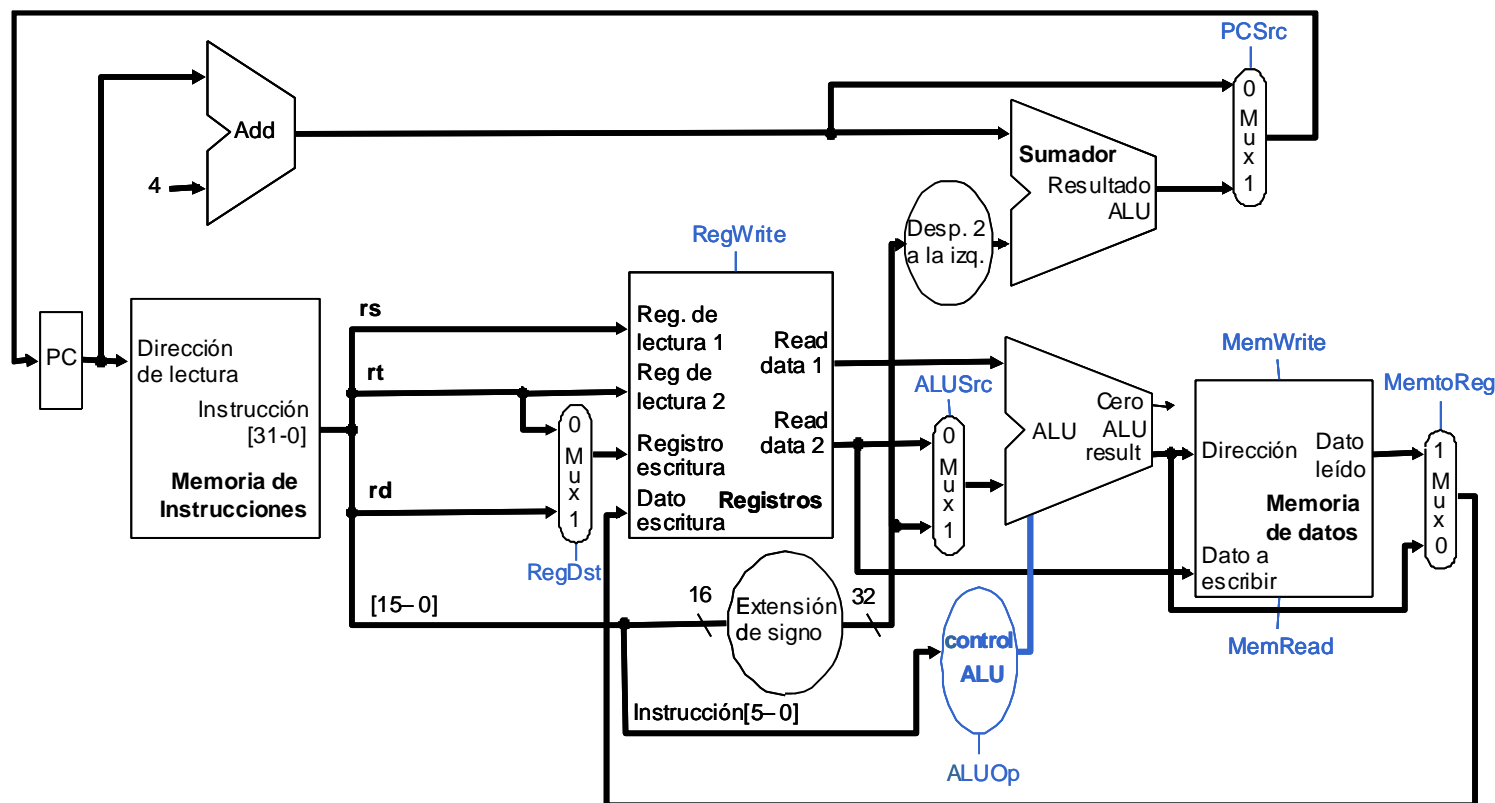 PCSrc
0
M
u
x
1
Add
4
Sumador
Resultado
ALU
Desp. 2
a la izq.
RegWrite
PC
Dirección
de lectura
Instrucción
[31-0]
Memoria de
Instrucciones
rs
rt
rd
[15– 0]
0
M
u
x
1
RegDst
Reg. de
lectura 1
Reg de
lectura 2
Registro
escritura
Dato
escritura
Read
data 1
Read
data 2
Registros
16
Extensión
de signo
32
Instrucción[5– 0]
ALUSrc
0
M
u
x
1
ALU
Cero
ALU
result
control
ALU
ALUOp
MemWrite
Dirección
Dato
leído
Memoria
de datos
Dato a
escribir
MemRead
MemtoReg
1
M
u
x
0